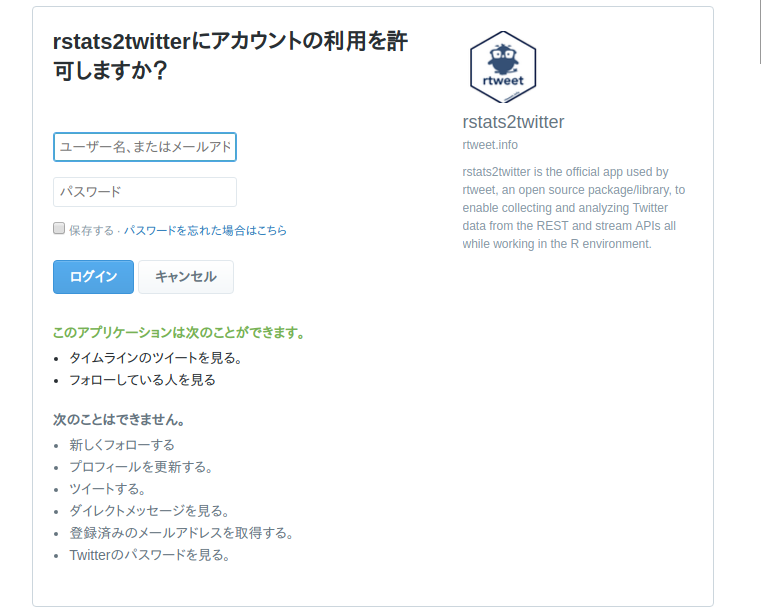 rstats2twitterにアカウントの利用を許
可しますか？
ユーザー名、またはメールアド
パスワード
保存する · パスワードを忘れた場合はこちら
ログイン キャンセル
このアプリケーションは次のことができます。
• タイムラインのツイートを見る。
• フォローしている人を見る
次のことはできません。
• 新しくフォローする
• プロフィールを更新する。
• ツイートする。
• ダイレクトメッセージを見る。
• 登録済みのメールアドレスを取得する。
• Twitterのパスワードを見る。
rtweet
rstats2twitter
rtweet.info
rstats2twitter is the official app used by
rtweet, an open source package/library, to
enable collecting and analyzing Twitter
data from the REST and stream APIs all
while working in the R environment.